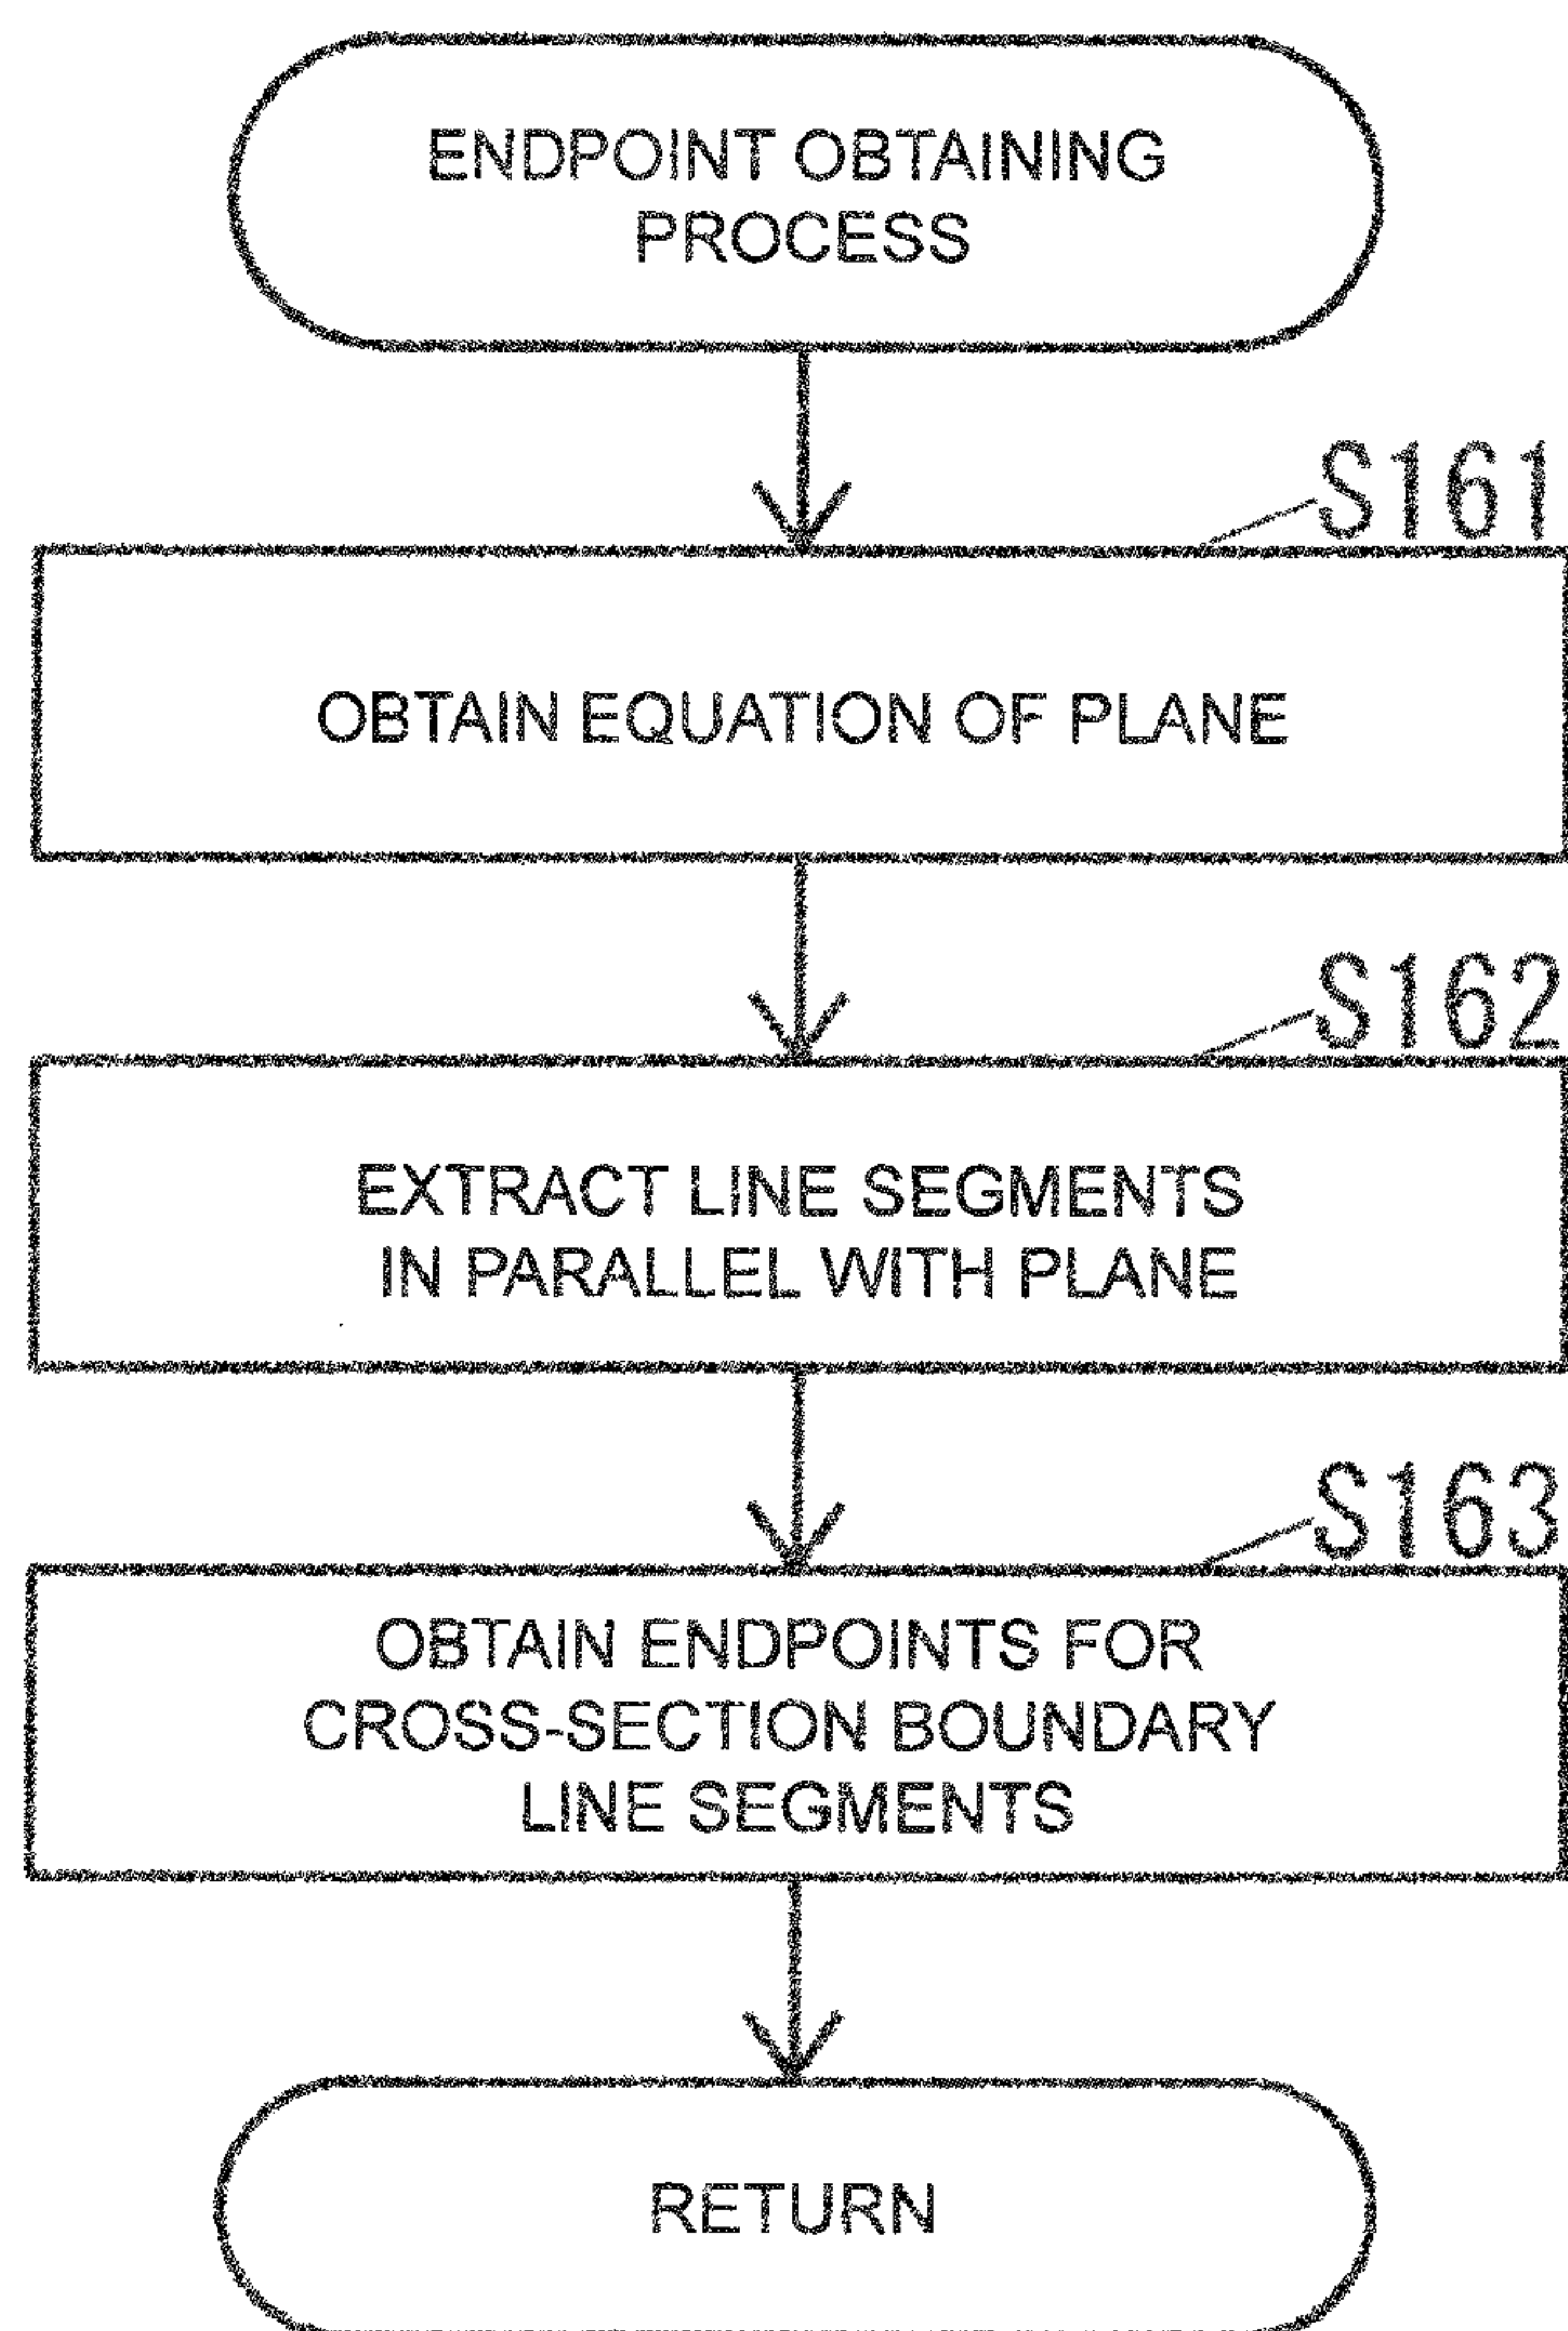 ENDPOINT OBTAINING
PROCESS
S161
OBTAIN EQUATION OF PLANE
S162
EXTRACT LINE SEGMENTS
IN PARALLEL WITH PLANE
S163
OBTAIN ENDPOINTS FOR
CROSS-SECTION BOUNDARY
LINE SEGMENTS
RETURN